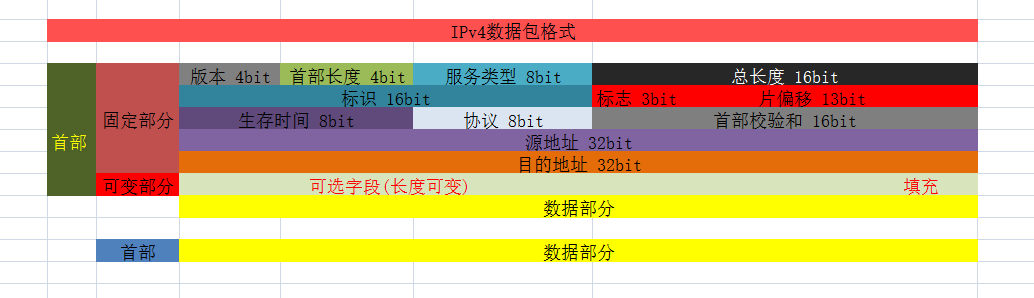 IPv4数据包格式
版本 4bit 首部长度 4bit 服务类型 8bit 总长度 16bit
标识 16bit 标志 3bit 片偏移 13bit
首部 固定部分 生存时间 8bit 协议 8bit 首部校验和 16bit
源地址 32bit
目的地址 32bit
可变部分 可选字段(长度可变) 填充
数据部分
首部 数据部分